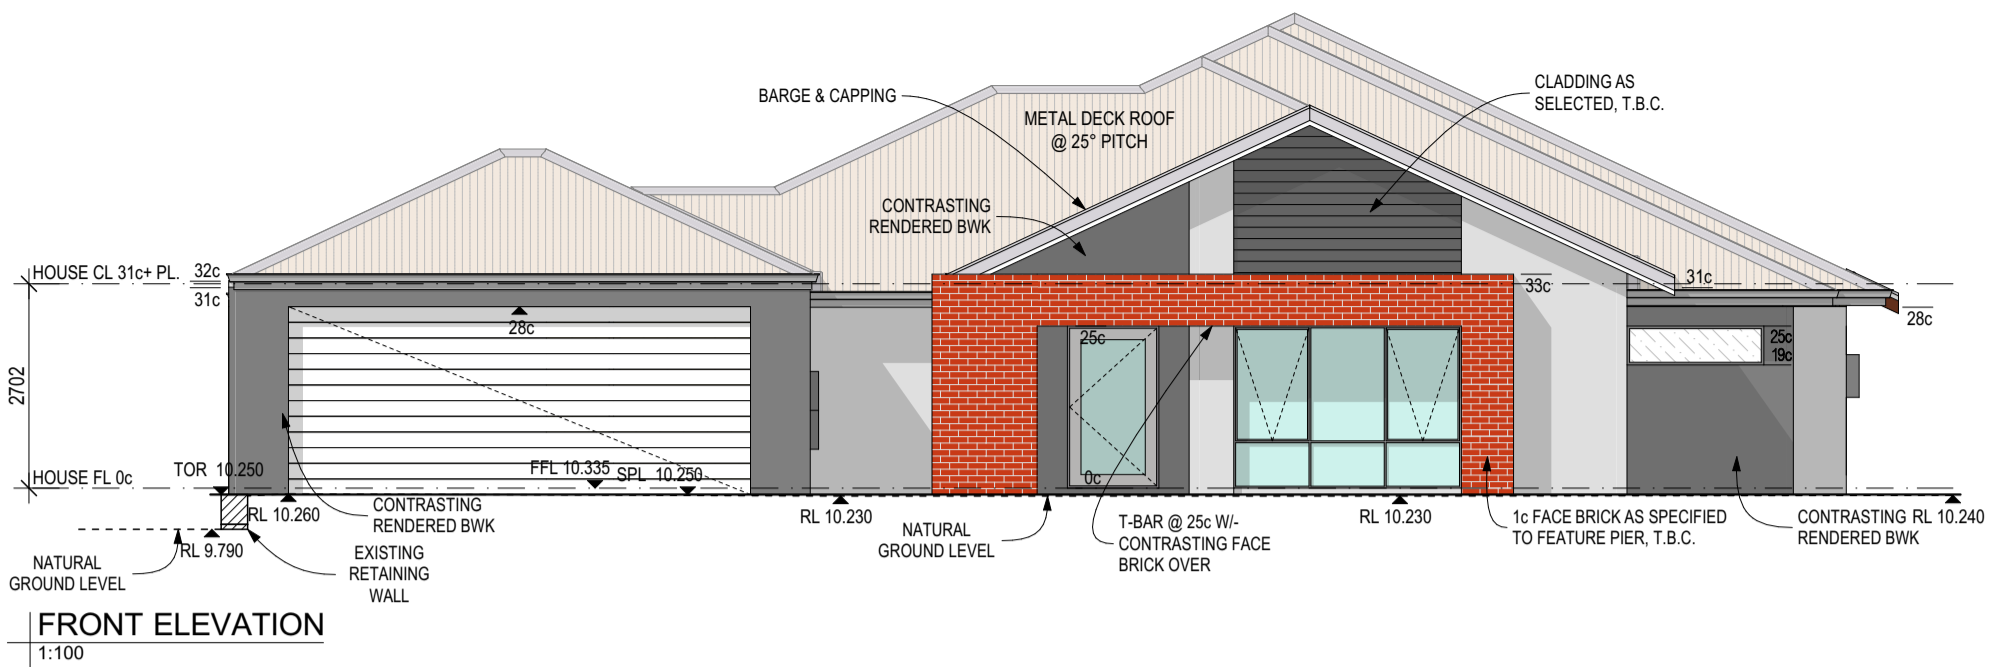 BARGE & CAPPING
METAL DECK ROOF
@ 25° PITCH
CLADDING AS
SELECTED, T.B.C.
CONTRASTING
RENDERED BWK
HOUSE CL 31c+ PL.
32c
31c
31c
33c
28c
28c
25c
25c
19c
2702
HOUSE FL 0c
TOR 10.250
FFL 10.335
SPL 10.250
0c
RL 10.260
CONTRASTING
RENDERED BWK
RL 10.230
NATURAL
GROUND LEVEL
T-BAR @ 25c W/-
CONTRASTING FACE
BRICK OVER
RL 10.230
1c FACE BRICK AS SPECIFIED
TO FEATURE PIER, T.B.C.
CONTRASTING
RENDERED BWK
RL 10.240
RL 9.790
NATURAL
GROUND LEVEL
EXISTING
RETAINING
WALL
FRONT ELEVATION
1:100